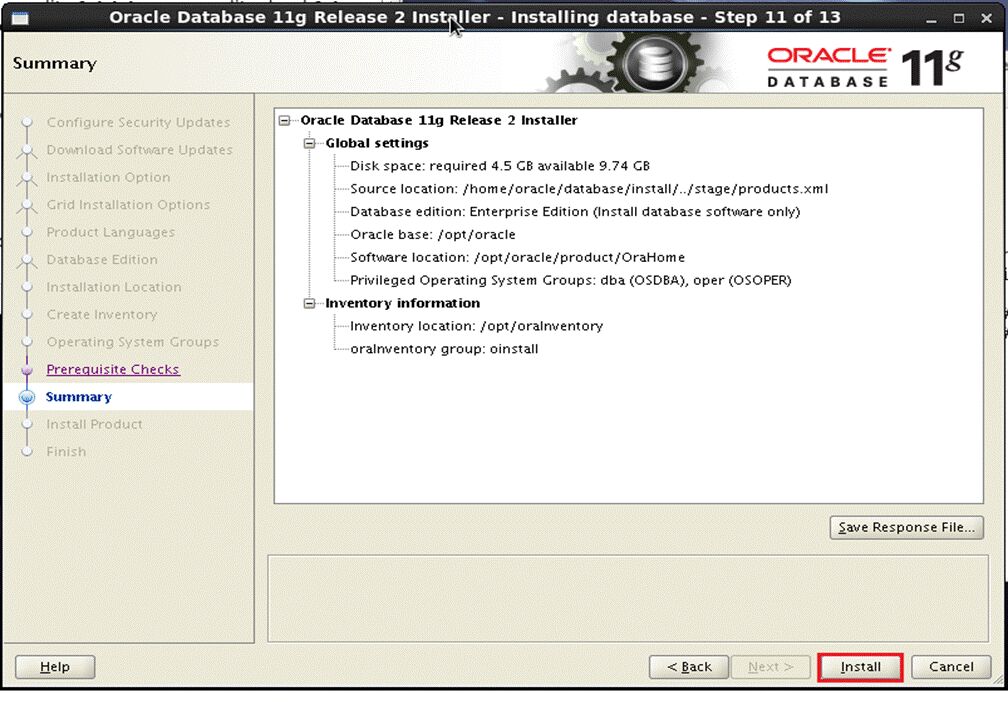 Oracle Database 11g Release 2 Installer - Installing database - Step 11 of 13
Summary
ORACLE
DATABASE
11g
Configure Security Updates
Download Software Updates
Installation Option
Grid Installation Options
Product Languages
Database Edition
Installation Location
Create Inventory
Operating System Groups
Prerequisite Checks
Summary
Install Product
Finish
Oracle Database 11g Release 2 Installer
Global settings
Disk space: required 4.5 GB available 9.74 GB
Source location: /home/oracle/database/install/../stage/products.xml
Database edition: Enterprise Edition (Install database software only)
Oracle base: /opt/oracle
Software location: /opt/oracle/product/OraHome
Privileged Operating System Groups: dba (OSDBA), oper (OSOPER)
Inventory information
Inventory location: /opt/oraInventory
oraInventory group: oinstall
Save Response File...
Help
< Back
Next >
Install
Cancel